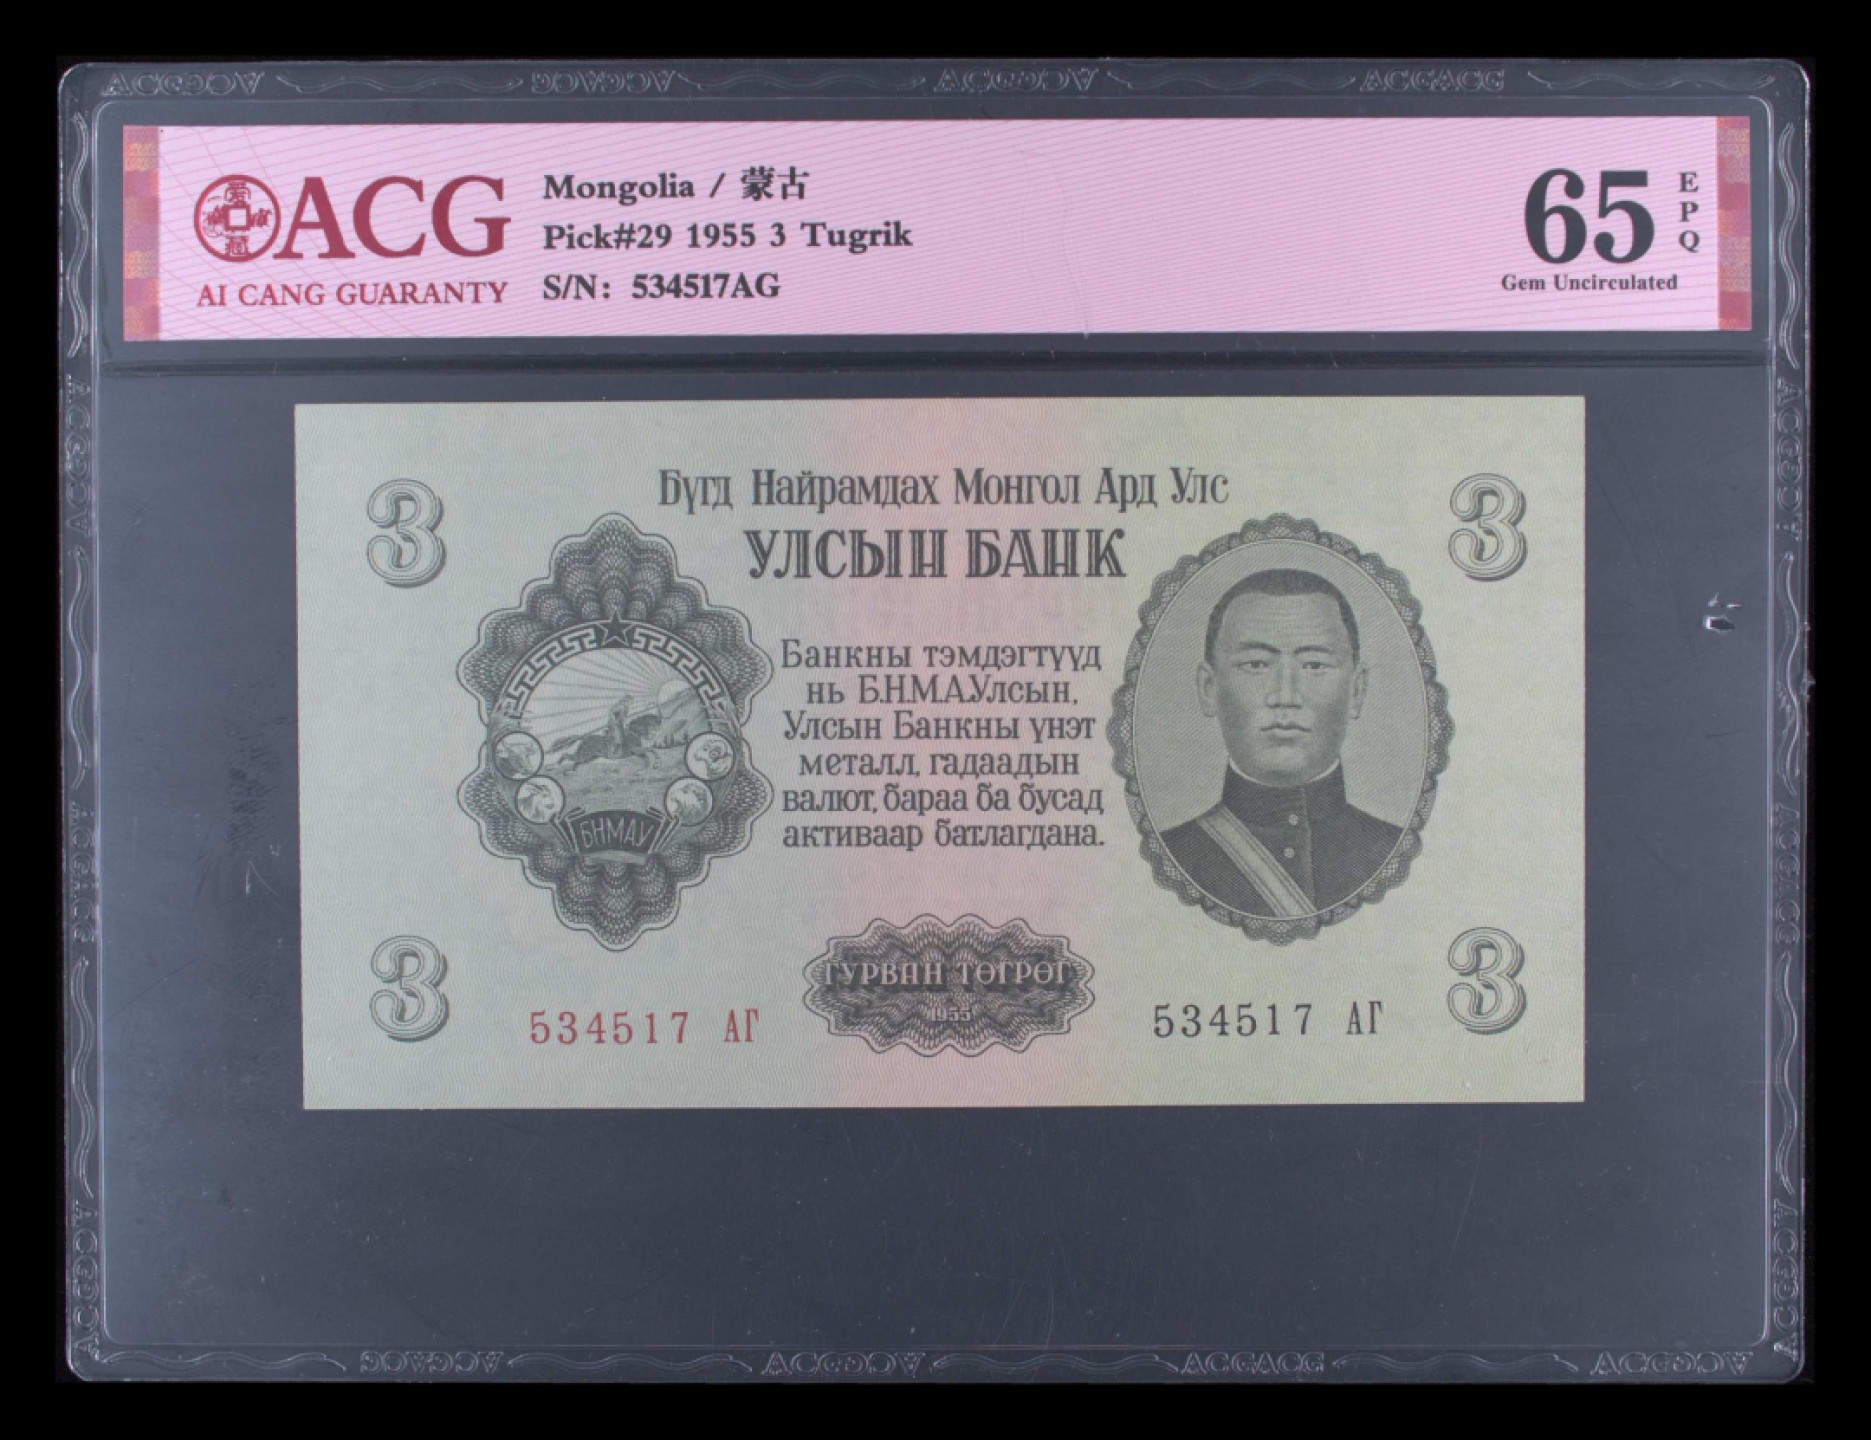 ACG
AI CANG GUARANTY
Mongolia / 蒙古
Pick#29 1955 3 Tugrik
S/N: 534517AG
65
EPQ
Gem Uncirculated
3
3
Бүгд Найрамдах Монгол Ард Улс
УЛСЫН БАНК
Банкны тэмдэгтүүд
нь Б.Н.М.А.Улсын,
Улсын Банкны үнэт
металл, гадаадын
валют, бараа ба бусад
активаар батлагдана.
БНМАУ
3
3
534517 АГ
ГУРВАН ТӨГРӨГ
1955
534517 АГ